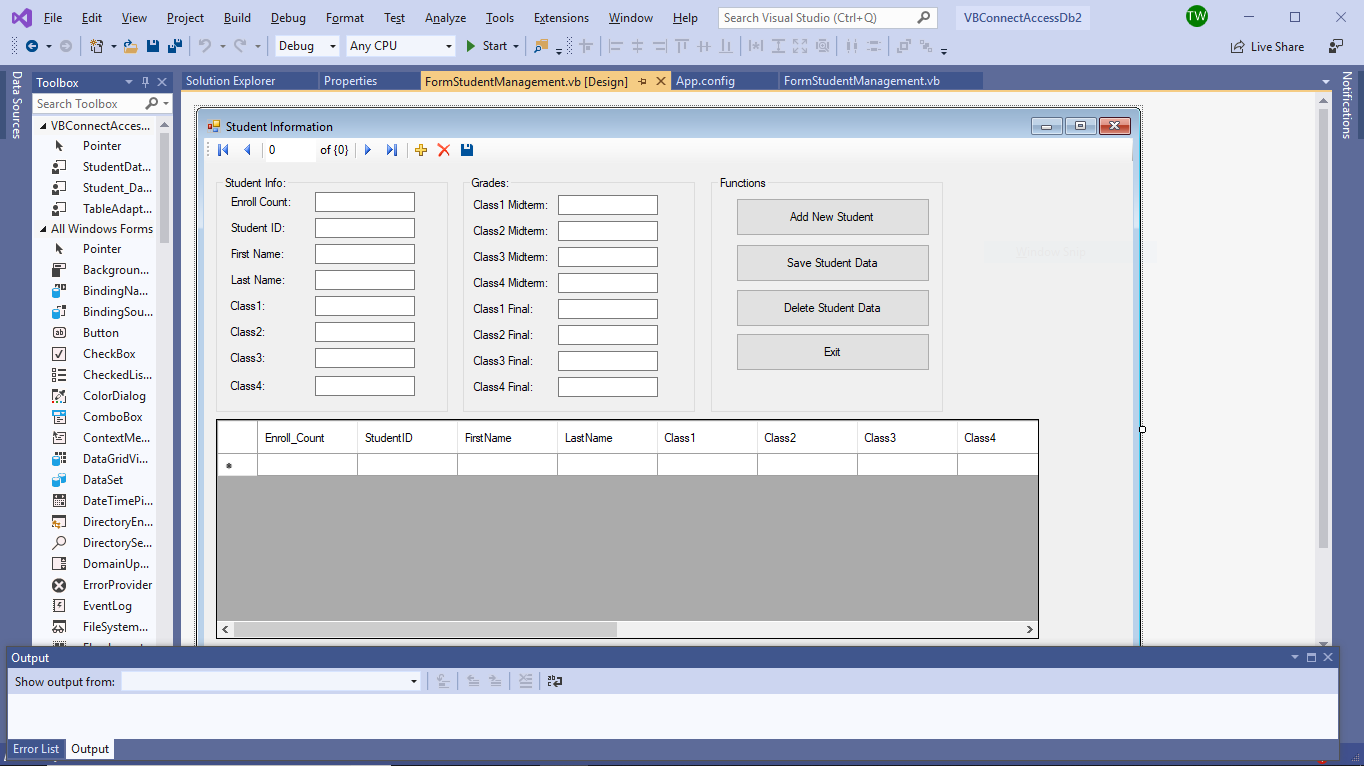 File Edit View Project Build Debug Format Test Analyze Tools Extensions Window Help Search Visual Studio (Ctrl+Q) VBConnectAccessDb2 TW
Debug Any CPU Start Live Share
Data Sources
Toolbox
Search Toolbox
VBConnectAcces...
Pointer
StudentDat...
Student_Da...
TableAdapt...
All Windows Forms
Pointer
Backgroun...
BindingNa...
BindingSou...
Button
CheckBox
CheckedLis...
ColorDialog
ComboBox
ContextMe...
DataGridVi...
DataSet
DateTimePi...
DirectoryEn...
DirectorySe...
DomainUp...
ErrorProvider
EventLog
FileSystem...
Solution Explorer Properties FormStudentManagement.vb [Design] App.config FormStudentManagement.vb
Notifications
Student Information
0 of {0}
Student Info:
Enroll Count:
Student ID:
First Name:
Last Name:
Class1:
Class2:
Class3:
Class4:
Grades:
Class1 Midterm:
Class2 Midterm:
Class3 Midterm:
Class4 Midterm:
Class1 Final:
Class2 Final:
Class3 Final:
Class4 Final:
Functions
Add New Student
Save Student Data
Delete Student Data
Exit
Window Snip
Enroll_Count StudentID FirstName LastName Class1 Class2 Class3 Class4
Output
Show output from:
Error List Output